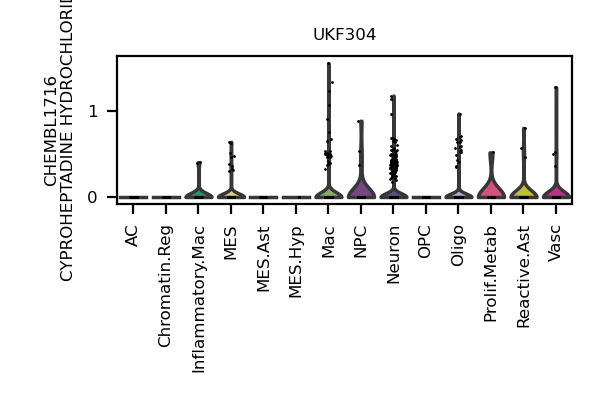 UKF304
CHEMBL1716
CYPROHEPTADINE HYDROCHLORID
1
0
AC
Chromatin.Reg
Inflammatory.Mac
MES
MES.Ast
MES.Hyp
Mac
NPC
Neuron
OPC
Oligo
Prolif.Metab
Reactive.Ast
Vasc